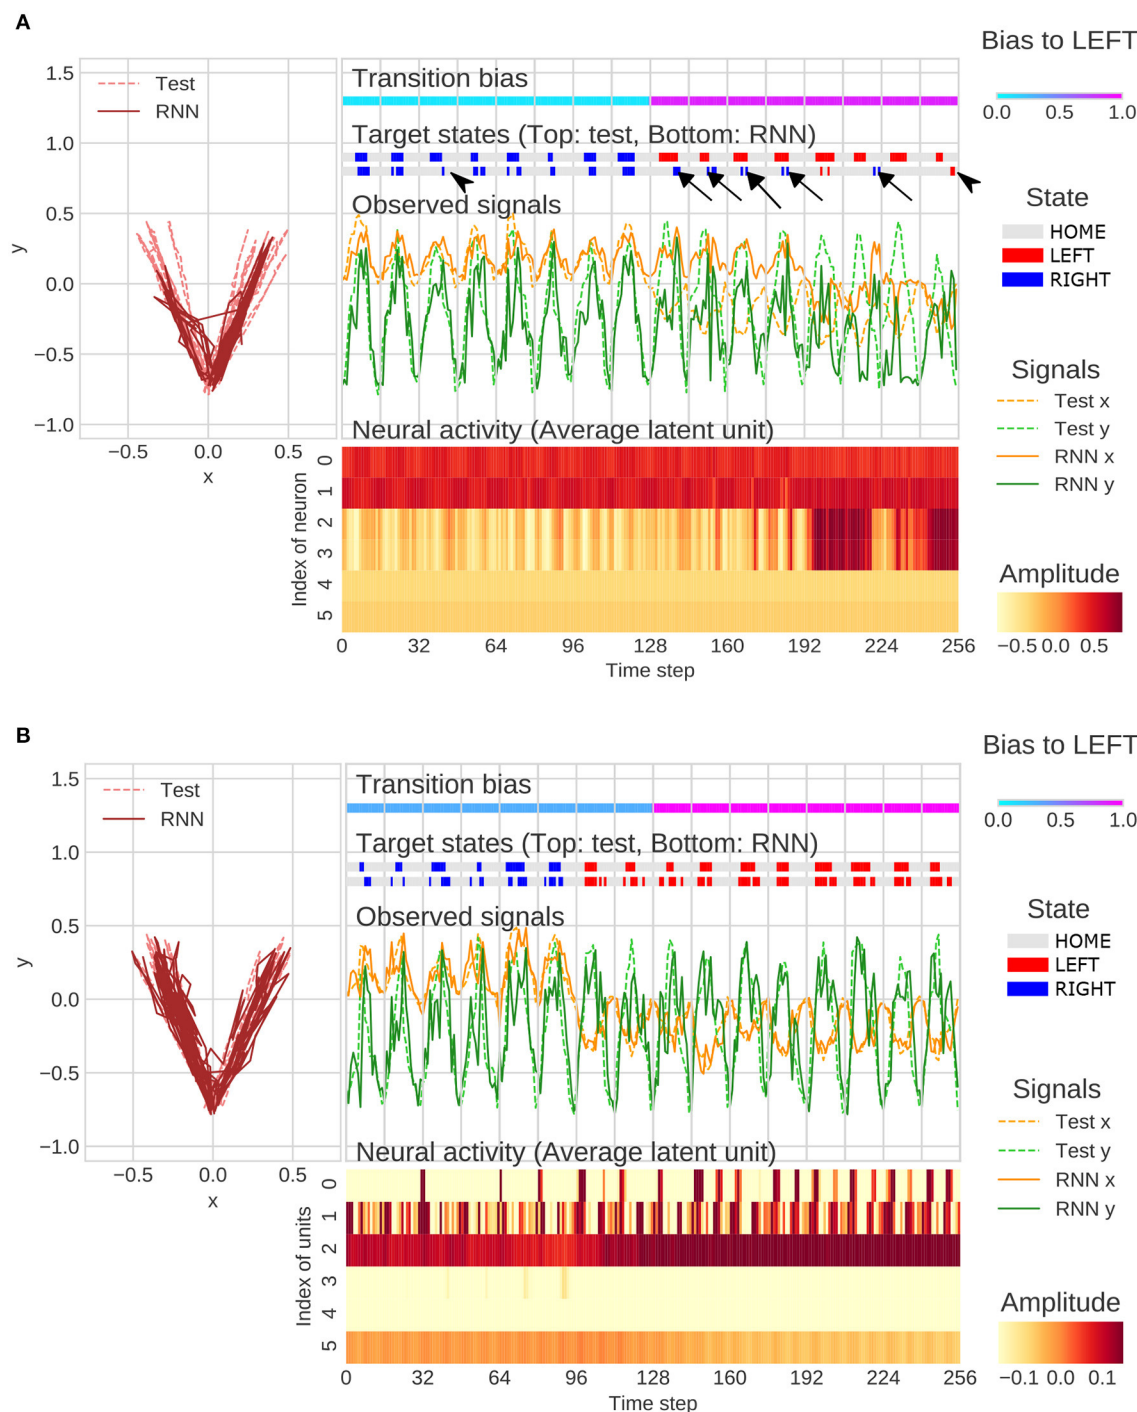 A
Bias to LEFT
0.0 0.5 1.0
1.5
1.0
0.5
0.0
−0.5
−1.0
y
Test
RNN
−0.5 0.0 0.5
x
Transition bias
Target states (Top: test, Bottom: RNN)
Observed signals
Neural activity (Average latent unit)
Index of neuron
0
1
2
3
4
5
0 32 64 96 128 160 192 224 256
Time step
State
HOME
LEFT
RIGHT
Signals
Test x
Test y
RNN x
RNN y
Amplitude
−0.5 0.0 0.5
B
Bias to LEFT
0.0 0.5 1.0
1.5
1.0
0.5
0.0
−0.5
−1.0
y
Test
RNN
−0.5 0.0 0.5
x
Transition bias
Target states (Top: test, Bottom: RNN)
Observed signals
Neural activity (Average latent unit)
Index of units
0
1
2
3
4
5
0 32 64 96 128 160 192 224 256
Time step
State
HOME
LEFT
RIGHT
Signals
Test x
Test y
RNN x
RNN y
Amplitude
−0.1 0.0 0.1